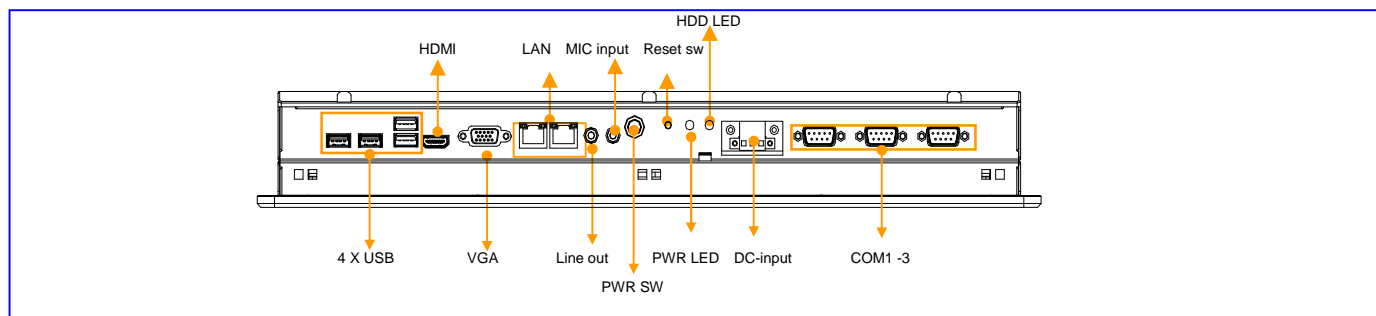 HDD LED
HDMI LAN MIC input Reset sw
4 X USB VGA Line out PWR LED DC-input COM1 -3
PWR SW